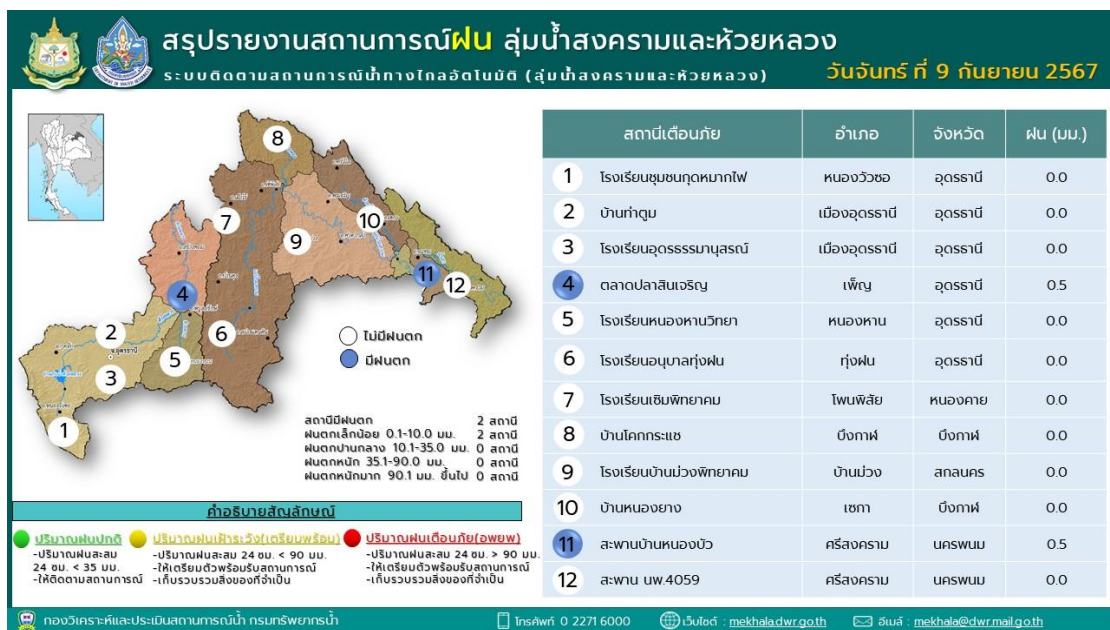 สรุปรายงานสถานการณ์ฝน ลุ่มน้ำสงครามและห้วยหลวง
ระบบติดตามสถานการณ์น้ำทางไกลอัตโนมัติ (ลุ่มน้ำสงครามและห้วยหลวง)
วันจันทร์ ที่ 9 กันยายน 2567
8
7
10
9
11
12
4
6
2
5
3
1
ไม่มีฝนตก
มีฝนตก
สถานีมีฝนตก 2 สถานี
ฝนตกเล็กน้อย 0.1-10.0 มม. 2 สถานี
ฝนตกปานกลาง 10.1-35.0 มม. 0 สถานี
ฝนตกหนัก 35.1-90.0 มม. 0 สถานี
ฝนตกหนักมาก 90.1 มม. ขึ้นไป 0 สถานี
คำอธิบายสัญลักษณ์
ปริมาณฝนปกติ
-ปริมาณฝนสะสม
24 ชม. < 35 มม.
-ให้ติดตามสถานการณ์
ปริมาณฝนเฝ้าระวัง(เตรียมพร้อม)
-ปริมาณฝนสะสม 24 ชม. < 90 มม.
-ให้เตรียมตัวพร้อมรับสถานการณ์
-เก็บรวบรวมสิ่งของที่จำเป็น
ปริมาณฝนเตือนภัย(อพยพ)
-ปริมาณฝนสะสม 24 ชม. > 90 มม.
-ให้เตรียมตัวพร้อมรับสถานการณ์
-เก็บรวบรวมสิ่งของที่จำเป็น
สถานีเตือนภัย อำเภอ จังหวัด ฝน (มม.)
1 โรงเรียนชุมชนกุดหมากไฟ หนองวัวซอ อุดรธานี 0.0
2 บ้านท่าตูม เมืองอุดรธานี อุดรธานี 0.0
3 โรงเรียนอุดรธรรมานุสรณ์ เมืองอุดรธานี อุดรธานี 0.0
4 ตลาดปลาสินเจริญ เพ็ญ อุดรธานี 0.5
5 โรงเรียนหนองหานวิทยา หนองหาน อุดรธานี 0.0
6 โรงเรียนอนุบาลทุ่งฝน ทุ่งฝน อุดรธานี 0.0
7 โรงเรียนเซิมพิทยาคม โพนพิสัย หนองคาย 0.0
8 บ้านโคกกระแซ บึงกาฬ บึงกาฬ 0.0
9 โรงเรียนบ้านม่วงพิทยาคม บ้านม่วง สกลนคร 0.0
10 บ้านหนองยาง เซกา บึงกาฬ 0.0
11 สะพานบ้านหนองบัว ศรีสงคราม นครพนม 0.5
12 สะพาน นพ.4059 ศรีสงคราม นครพนม 0.0
กองวิเคราะห์และประเมินสถานการณ์น้ำ กรมทรัพยากรน้ำ โทรศัพท์ 0 2271 6000 เว็บไซต์ : mekhala.dwr.go.th อีเมล์ : mekhala@dwr.mail.go.th